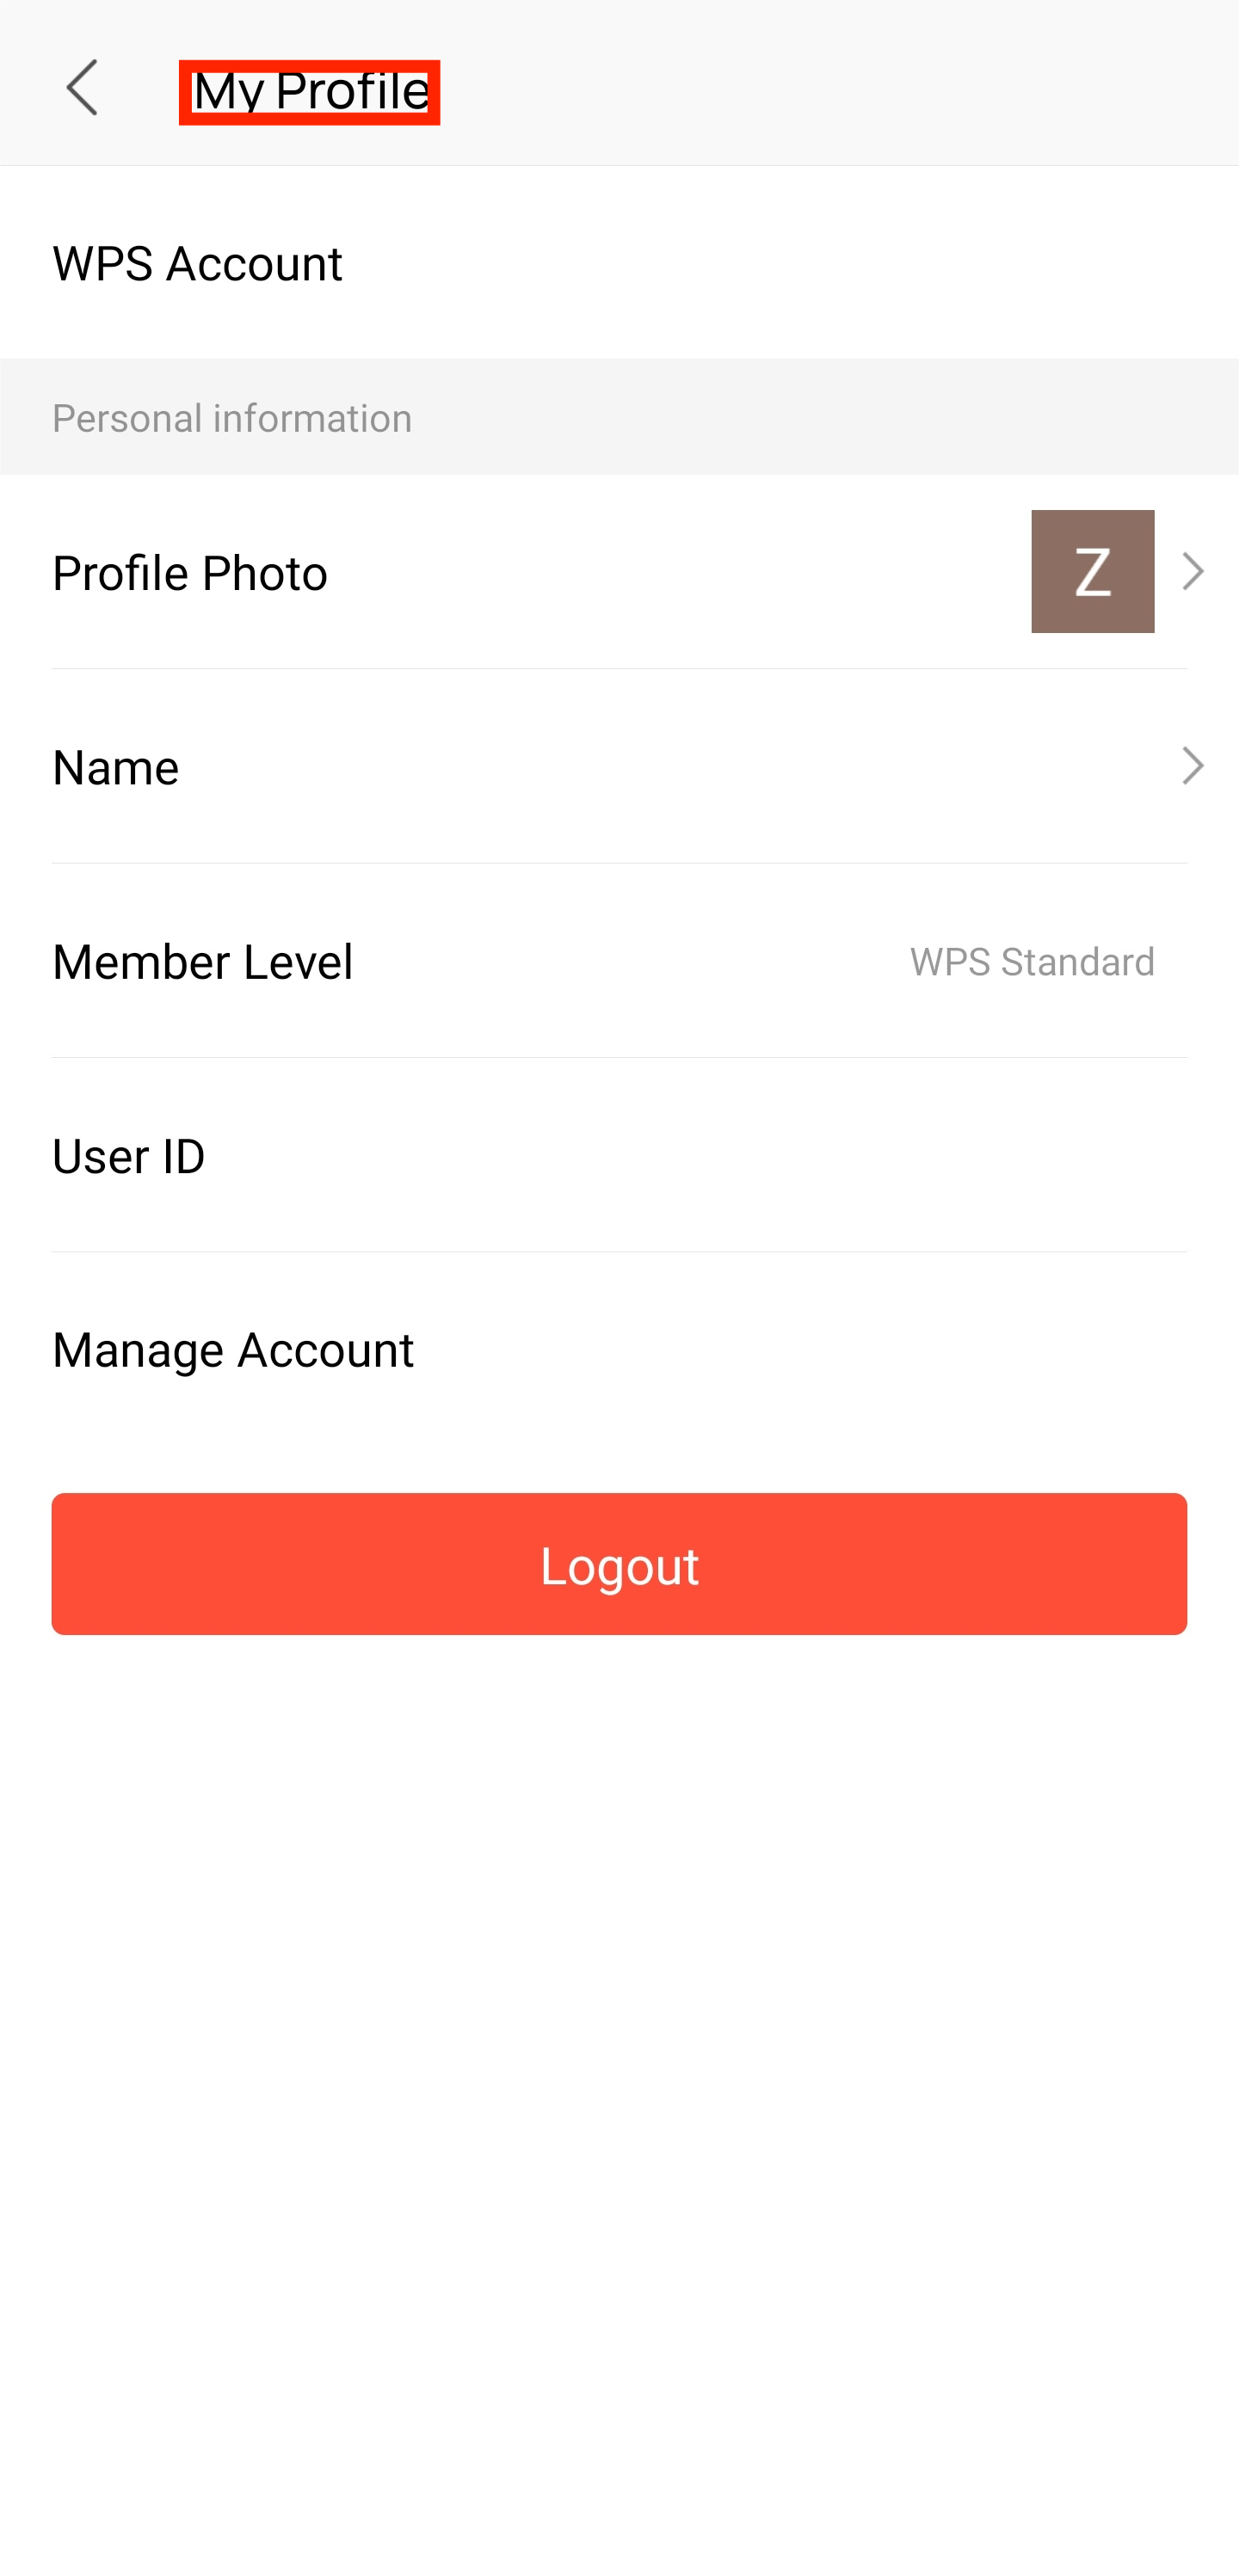 My Profile
WPS Account
Personal information
Profile Photo
Z
Name
Member Level
WPS Standard
User ID
Manage Account
Logout